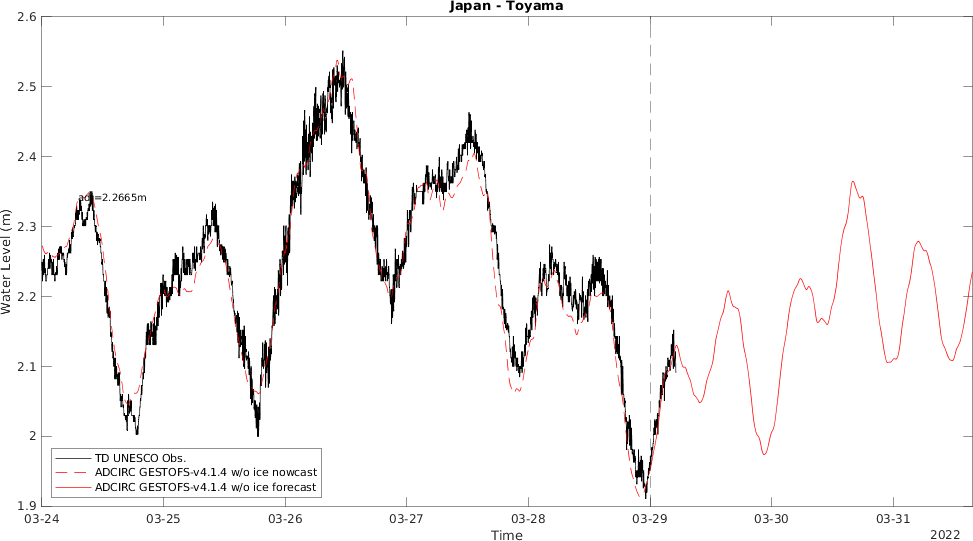 Japan - Toyama
2.6
2.5
2.4
2.3
2.2
2.1
2
1.9
Water Level (m)
=2.2665m
TD UNESCO Obs.
ADCIRC GESTOFS-v4.1.4 w/o ice nowcast
ADCIRC GESTOFS-v4.1.4 w/o ice forecast
03-24 03-25 03-26 03-27 03-28 03-29 03-30 03-31
Time
2022